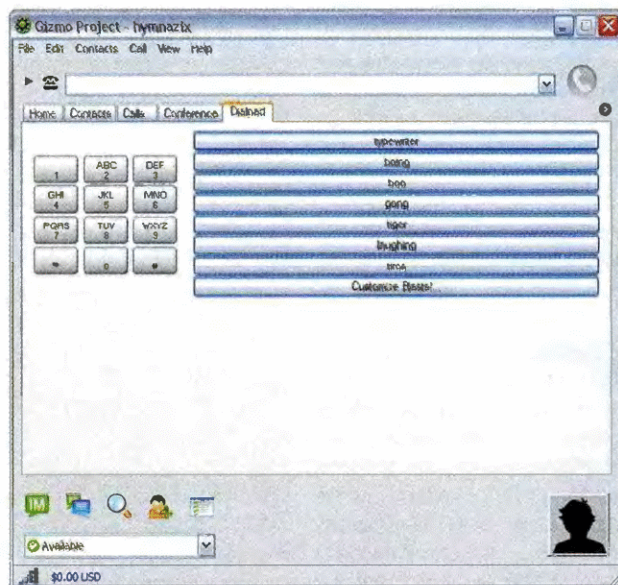 Gizmo Project - hymnazix
File Edit Contacts Call View Help
Home Contacts Calls Conference Dialpad
typewriter
1 ABC 2 DEF 3
boing
boo
GHI 4 JKL 5 MNO 6
gong
PQRS 7 TUV 8 WXYZ 9
tiger
laughing
* 0 #
Customize Blasts!...
IM
Available
$0.00 USD